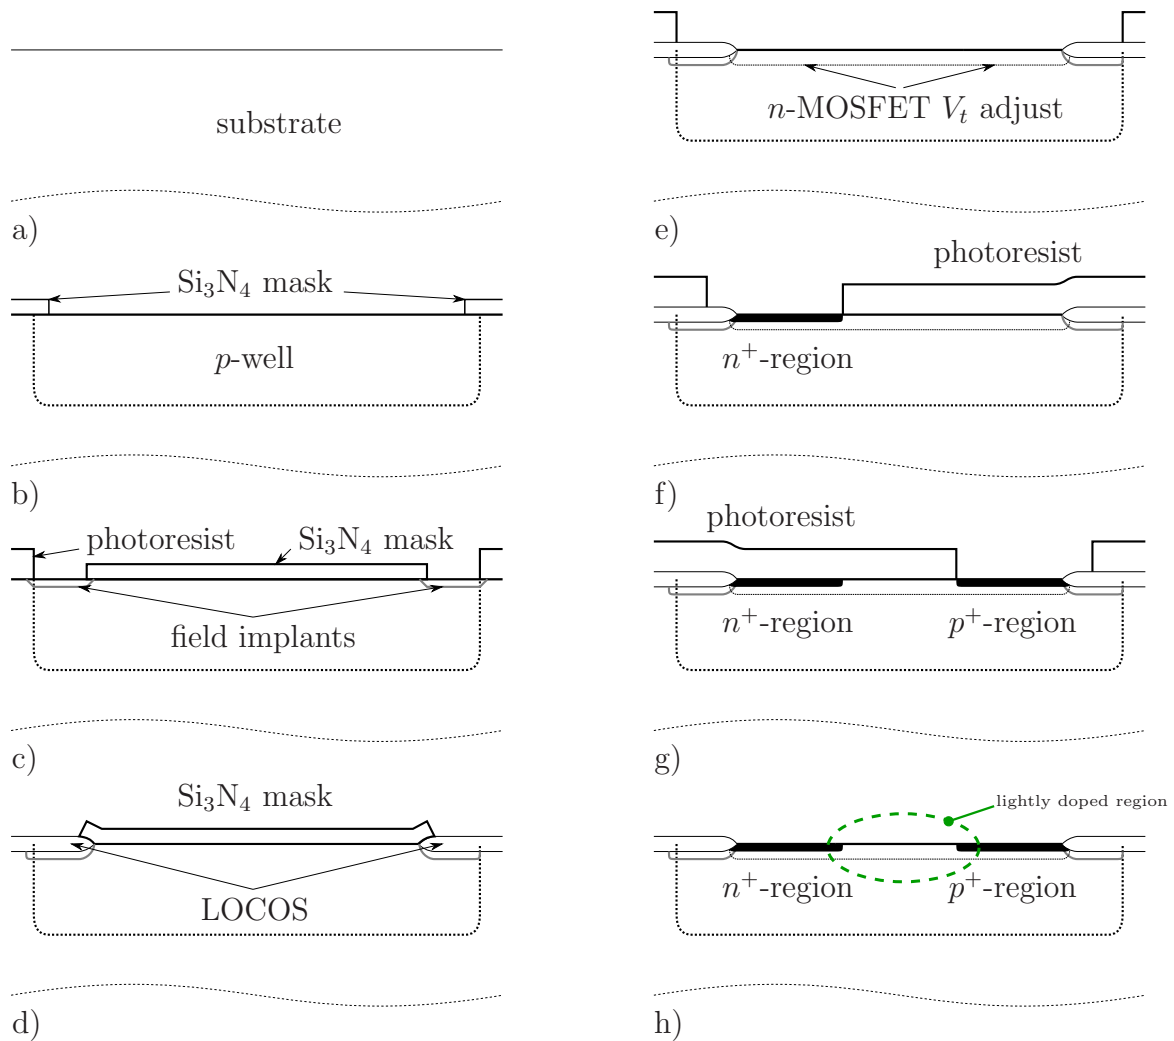 substrate
a)
Si₃N₄ mask
p-well
b)
photoresist
Si₃N₄ mask
field implants
c)
Si₃N₄ mask
LOCOS
d)
n-MOSFET Vₜ adjust
e)
photoresist
n⁺-region
f)
photoresist
n⁺-region
p⁺-region
g)
lightly doped region
n⁺-region
p⁺-region
h)